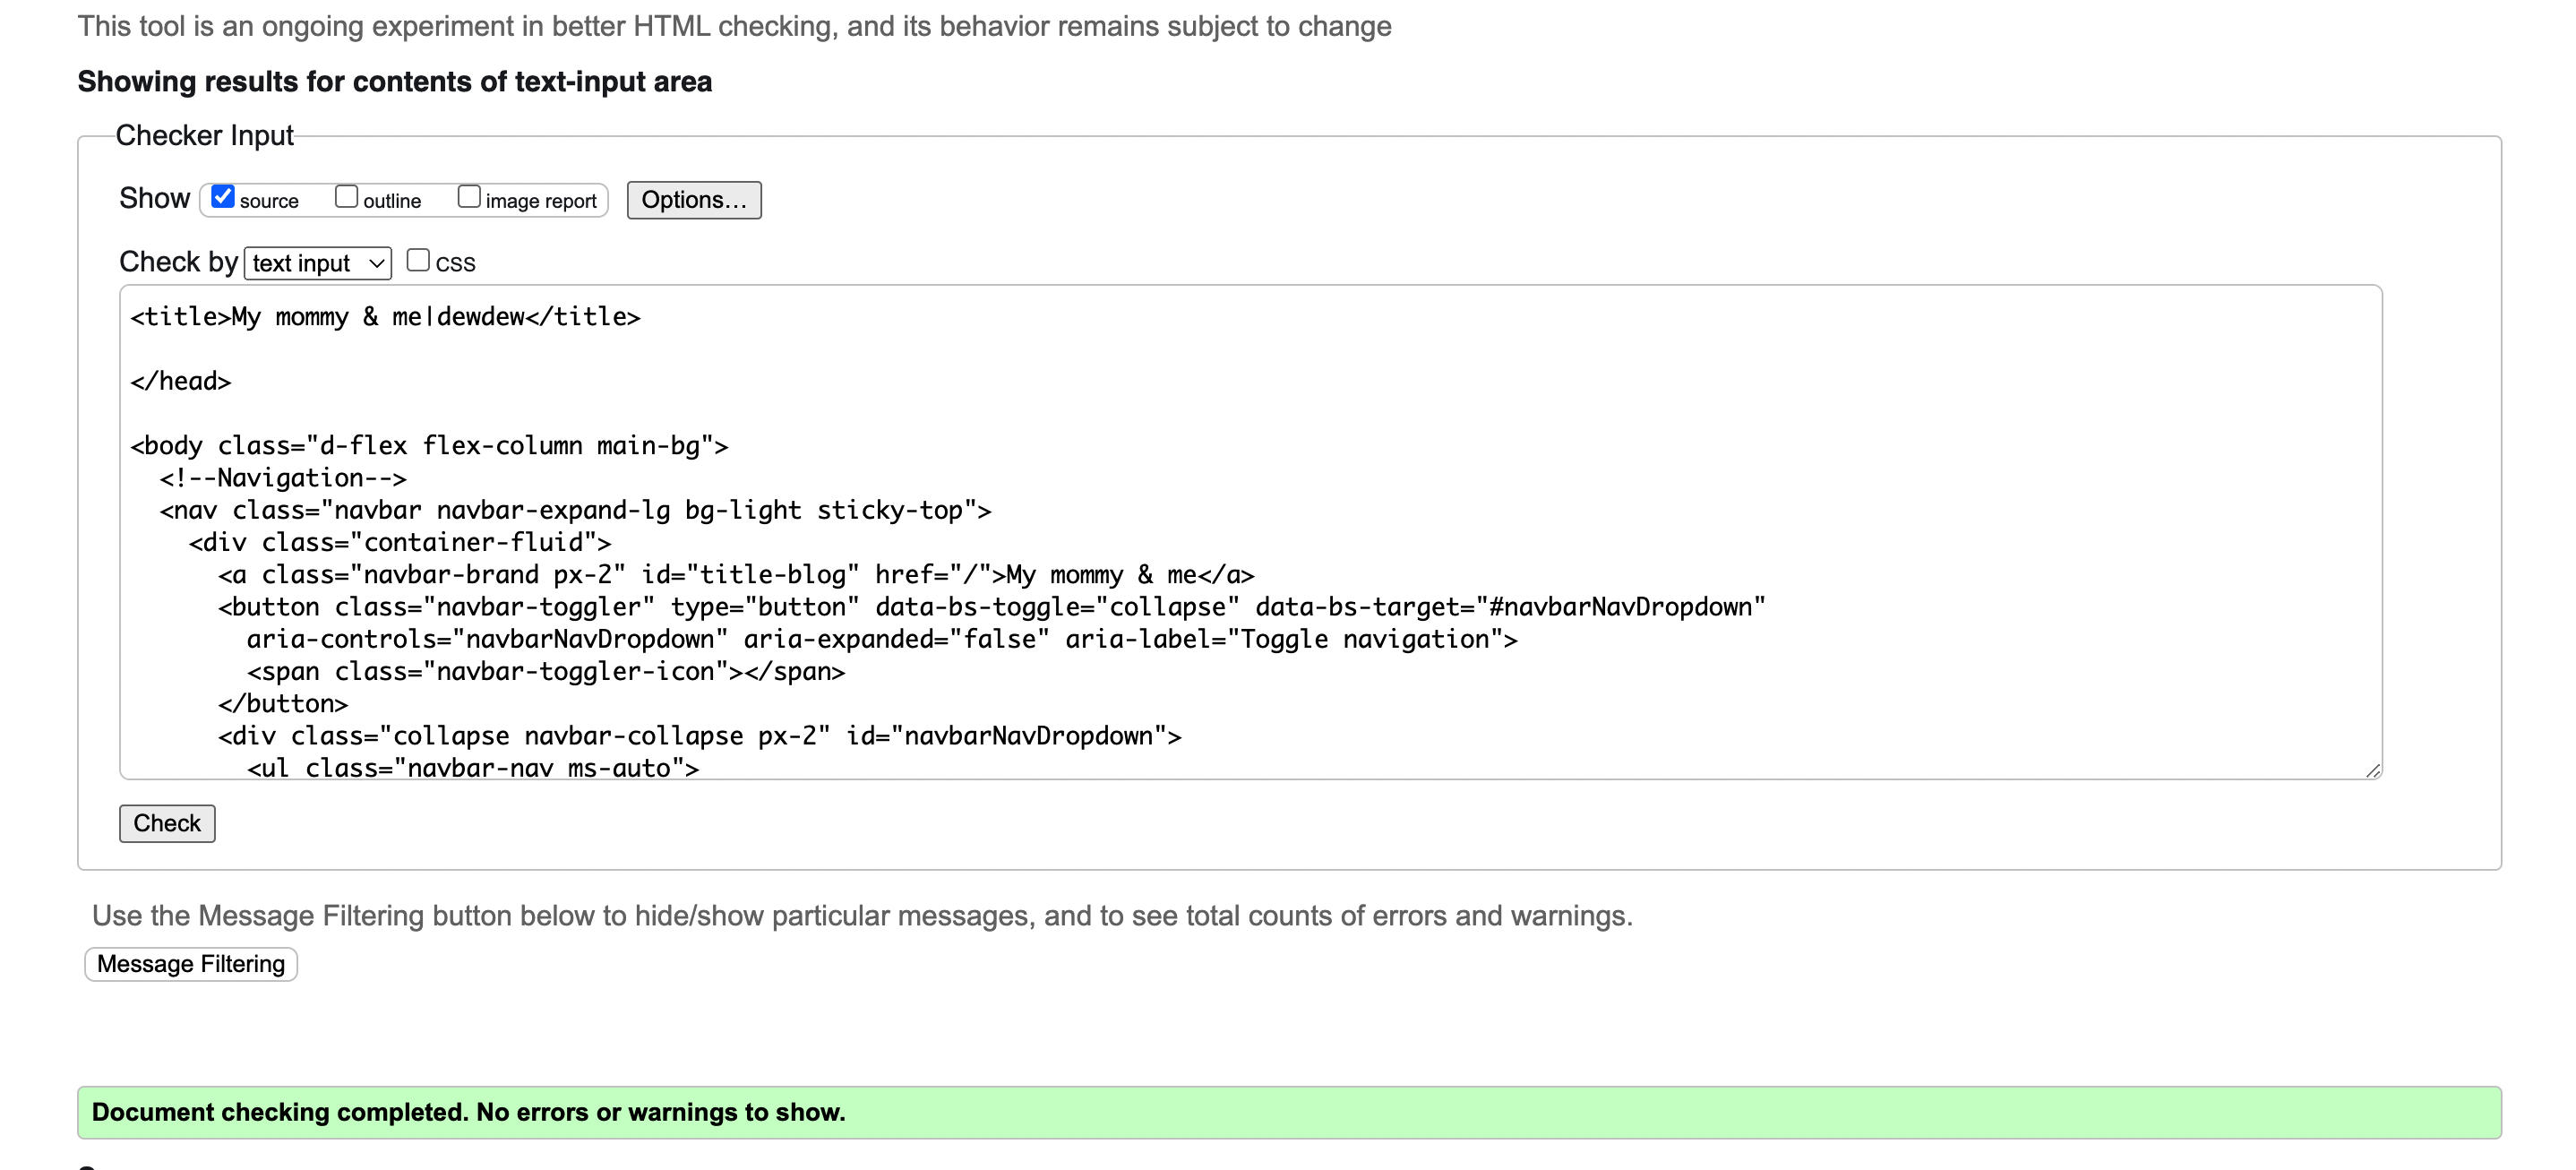 This tool is an ongoing experiment in better HTML checking, and its behavior remains subject to change
Showing results for contents of text-input area
Checker Input
Show source outline image report Options...
Check by text input CSS
<title>My mommy & me|dewdew</title>
</head>
<body class="d-flex flex-column main-bg">
<!--Navigation-->
<nav class="navbar navbar-expand-lg bg-light sticky-top">
<div class="container-fluid">
<a class="navbar-brand px-2" id="title-blog" href="/">My mommy & me</a>
<button class="navbar-toggler" type="button" data-bs-toggle="collapse" data-bs-target="#navbarNavDropdown"
aria-controls="navbarNavDropdown" aria-expanded="false" aria-label="Toggle navigation">
<span class="navbar-toggler-icon"></span>
</button>
<div class="collapse navbar-collapse px-2" id="navbarNavDropdown">
<ul class="navbar-nav ms-auto">
Check
Use the Message Filtering button below to hide/show particular messages, and to see total counts of errors and warnings.
Message Filtering
Document checking completed. No errors or warnings to show.